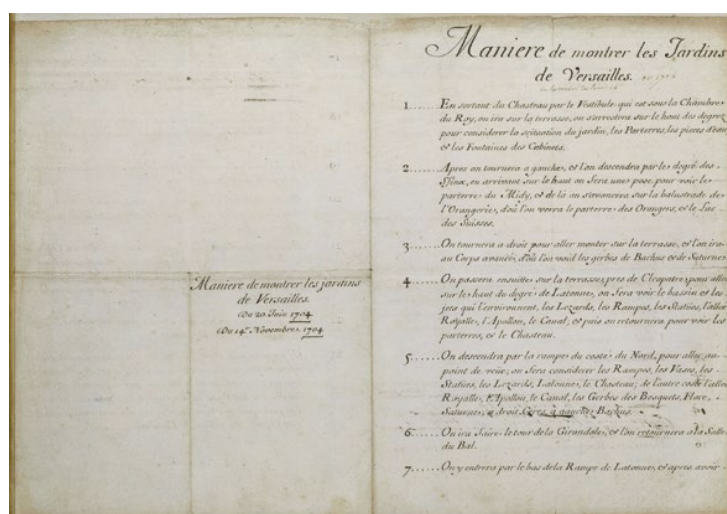 Maniere de montrer les jardins
de Versailles.
Du 20 Juin 1704
Du 14e Novembre, 1704
Maniere de montrer les Jardins
de Versailles.
1......En sortant du Chasteau par le Vestibule qui est sous la Chambre
du Roy, on ira sur la terrasse, on s'arrestera sur le haut des degrez
pour considerer la scituation du jardin, les Parterres, les pieces d'eau
et les Fontaines des Cabinets.
2......Apres on tournera a gauche, et l'on descendra par le degré des
Sfinx, en arrivant sur le haut on fera une pose, pour voir le
parterre du Midy, et de là on s'avancera sur la balustrade de
l'Orangerie, d'où l'on verra le parterre des Orangers, et le Lac
des Suisses.
3......On tournera a droit pour aller monter sur la terrasse, et l'on ira
au Corps avancé, d'où l'on void les gerbes de Bachus et de Saturne
4......On passera ensuitte sur la terrasse, pres de Cleopatre, pour aller
sur le haut du degré de Latonne, on fera voir le bassin et les
jets qui l'environnent, les Lezards, les Rampes, les Statües, l'allée
Royalle, l'Apollon, le Canal, et puis on retournera pour voir les
parterres, et le Chasteau.
5......On descendra par la rampe du costé du Nord, pour aller au
point de veüe, on fera considerer les Rampes, les Vases, les
Statües, les Lezards, Latonne, le Chasteau; de l'autre costé l'allée
Royalle, l'Apollon, le Canal, les Gerbes des Bosquets, Flore,
Saturne, a droit Ceres a gauche Bachus.
6......On ira faire le tour de la Girandole, et l'on retournera a la Salle
du Bal.
7......On y entrera par le bas de la Rampe de Latonne, et apres avoir